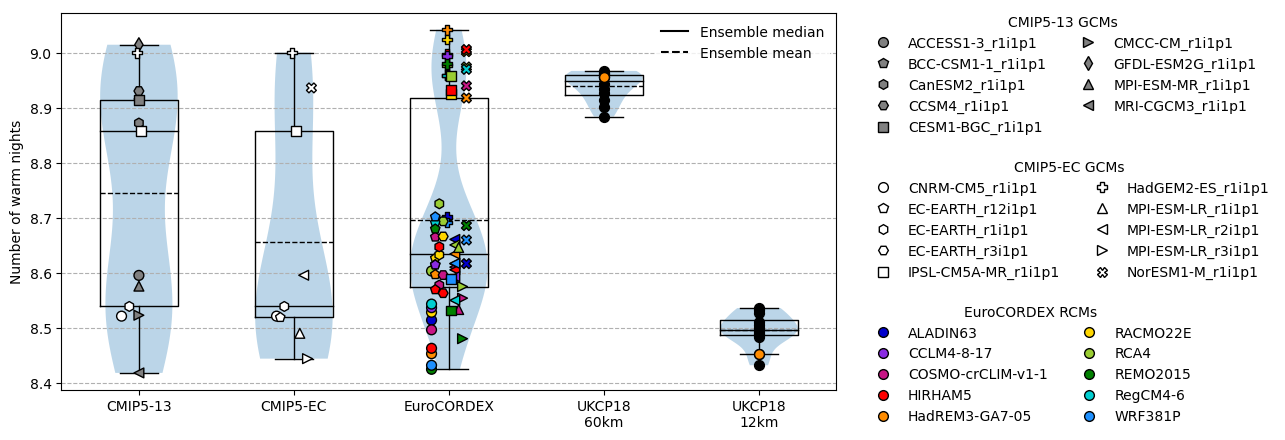 Number of warm nights
9.0
8.9
8.8
8.7
8.6
8.5
8.4
Ensemble median
Ensemble mean
CMIP5-13
CMIP5-EC
EuroCORDEX
UKCP18
60km
UKCP18
12km
CMIP5-13 GCMs
ACCESS1-3_r1i1p1
BCC-CSM1-1_r1i1p1
CanESM2_r1i1p1
CCSM4_r1i1p1
CESM1-BGC_r1i1p1
CMCC-CM_r1i1p1
GFDL-ESM2G_r1i1p1
MPI-ESM-MR_r1i1p1
MRI-CGCM3_r1i1p1
CMIP5-EC GCMs
CNRM-CM5_r1i1p1
EC-EARTH_r12i1p1
EC-EARTH_r1i1p1
EC-EARTH_r3i1p1
IPSL-CM5A-MR_r1i1p1
HadGEM2-ES_r1i1p1
MPI-ESM-LR_r1i1p1
MPI-ESM-LR_r2i1p1
MPI-ESM-LR_r3i1p1
NorESM1-M_r1i1p1
EuroCORDEX RCMs
ALADIN63
CCLM4-8-17
COSMO-crCLIM-v1-1
HIRHAM5
HadREM3-GA7-05
RACMO22E
RCA4
REMO2015
RegCM4-6
WRF381P